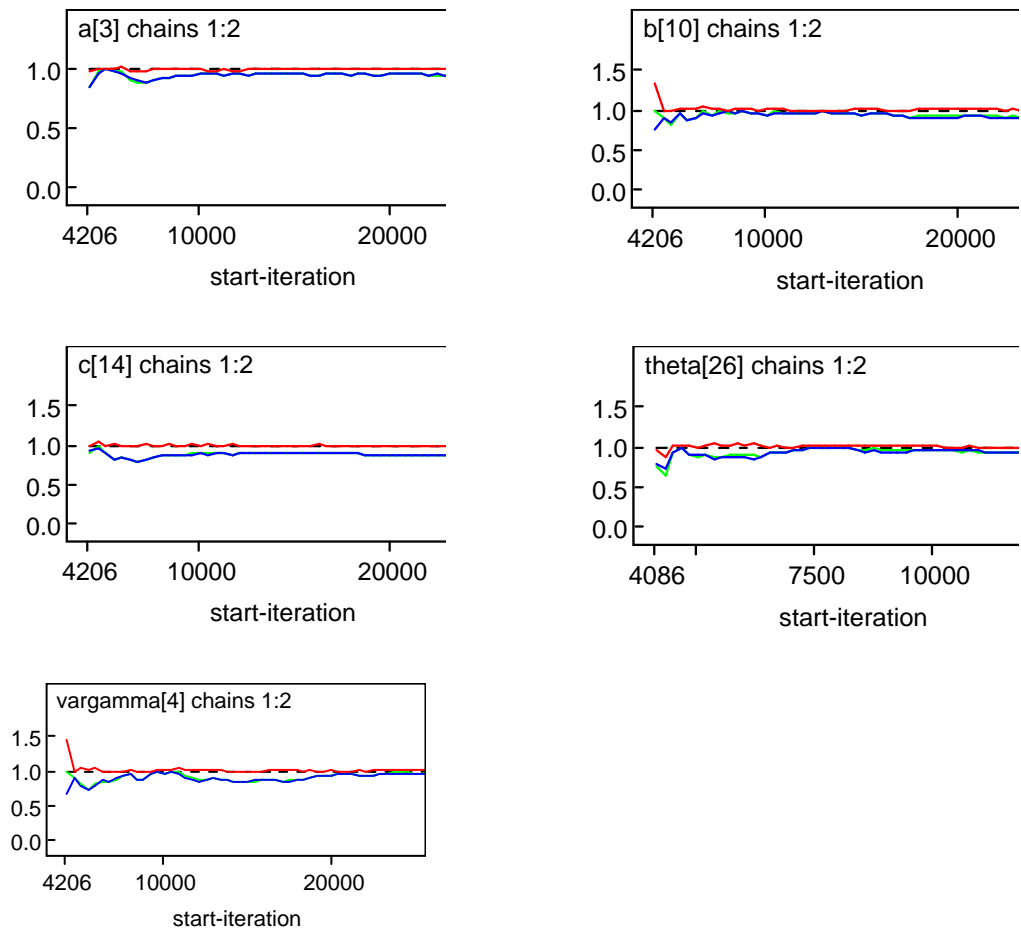 a[3] chains 1:2
1.0
0.5
0.0
4206 10000 20000
start-iteration
b[10] chains 1:2
1.5
1.0
0.5
0.0
4206 10000 20000
start-iteration
c[14] chains 1:2
1.5
1.0
0.5
0.0
4206 10000 20000
start-iteration
theta[26] chains 1:2
1.5
1.0
0.5
0.0
4086 7500 10000
start-iteration
vargamma[4] chains 1:2
1.5
1.0
0.5
0.0
4206 10000 20000
start-iteration